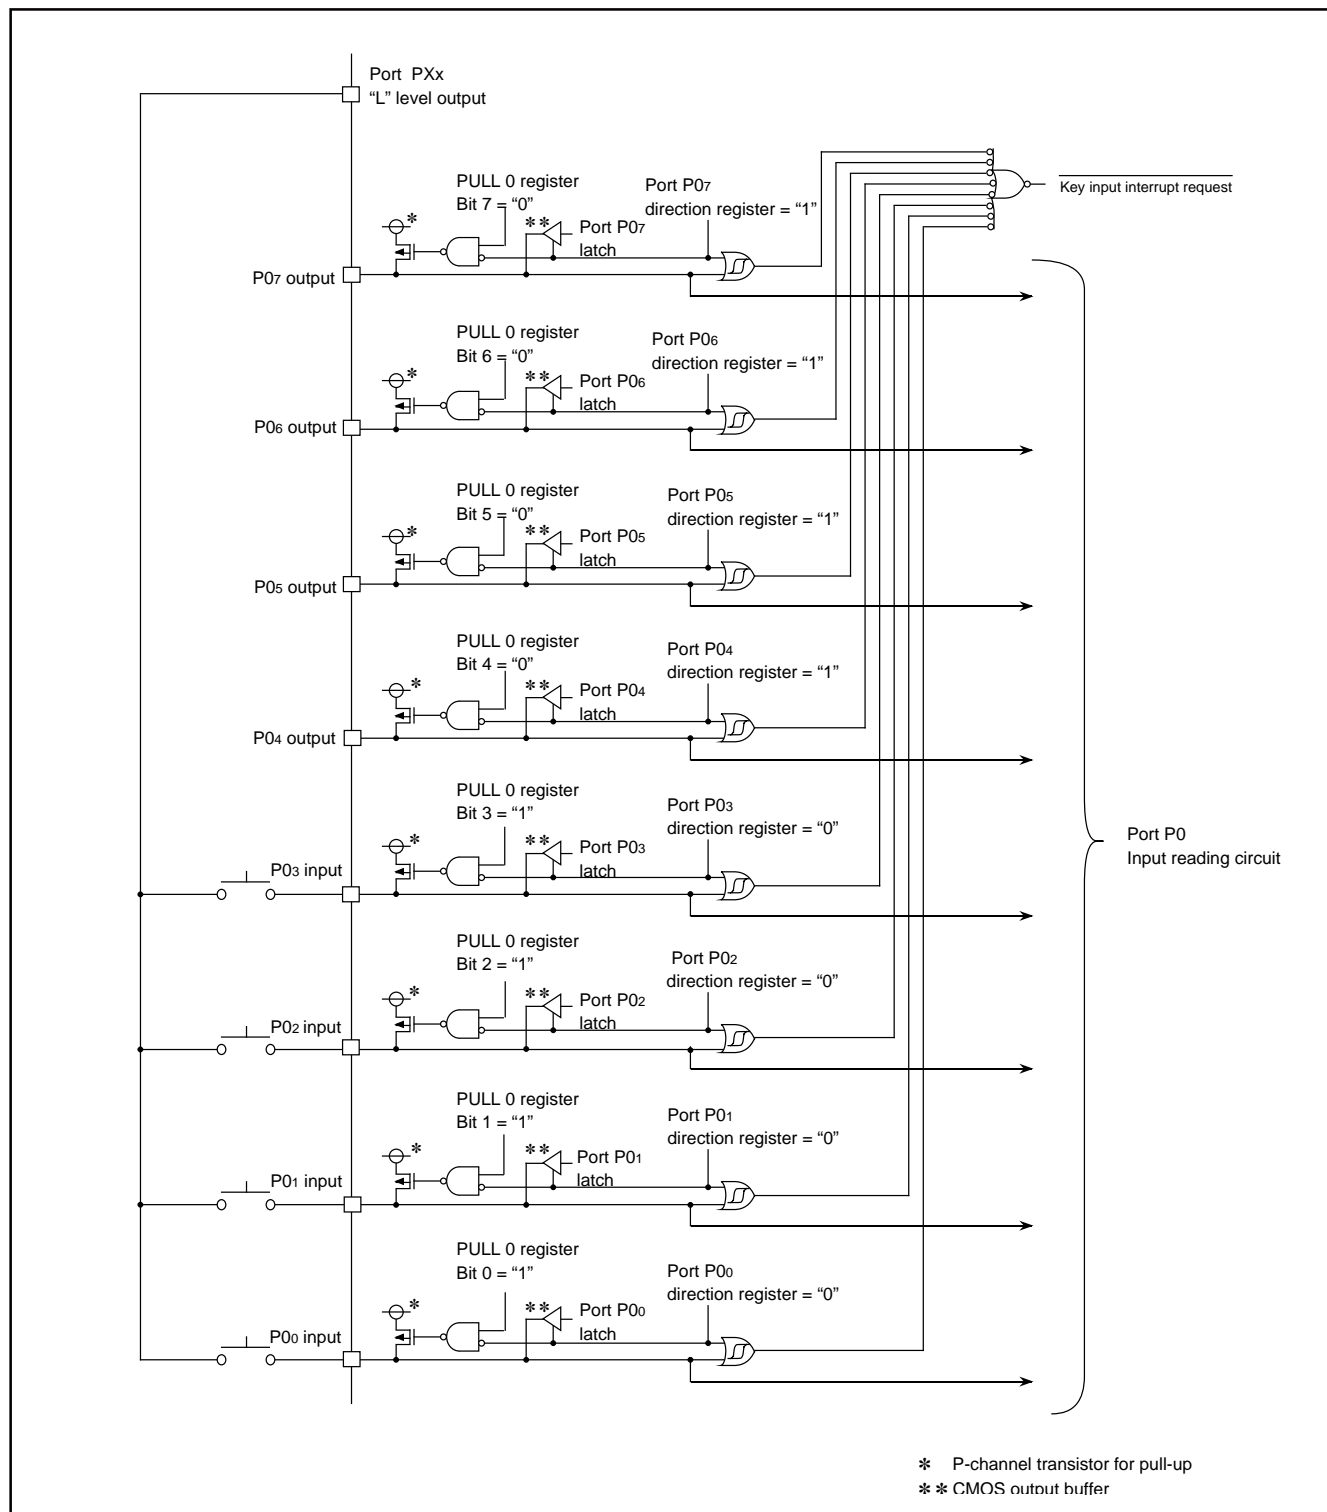 Port PXx
“L” level output
PULL 0 register
Bit 7 = “0”
Port P07
direction register = “1”
Key input interrupt request
*
**
Port P07
latch
P07 output
PULL 0 register
Bit 6 = “0”
Port P06
direction register = “1”
*
**
Port P06
latch
P06 output
PULL 0 register
Bit 5 = “0”
Port P05
direction register = “1”
*
**
Port P05
latch
P05 output
PULL 0 register
Bit 4 = “0”
Port P04
direction register = “1”
*
**
Port P04
latch
P04 output
PULL 0 register
Bit 3 = “1”
Port P03
direction register = “0”
*
**
Port P03
latch
P03 input
Port P0
Input reading circuit
PULL 0 register
Bit 2 = “1”
Port P02
direction register = “0”
*
**
Port P02
latch
P02 input
PULL 0 register
Bit 1 = “1”
Port P01
direction register = “0”
*
**
Port P01
latch
P01 input
PULL 0 register
Bit 0 = “1”
Port P00
direction register = “0”
*
**
Port P00
latch
P00 input
* P-channel transistor for pull-up
** CMOS output buffer